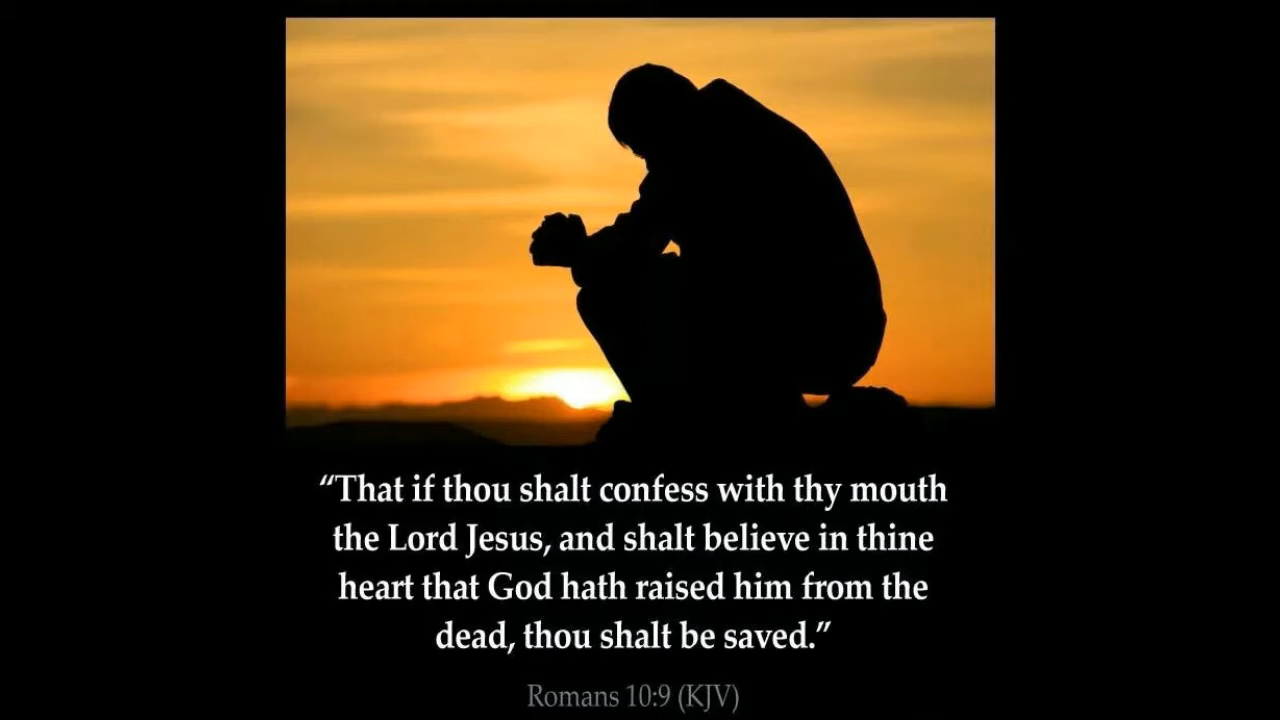 “That if thou shalt confess with thy mouth
the Lord Jesus, and shalt believe in thine
heart that God hath raised him from the
dead, thou shalt be saved.”
Romans 10:9 (KJV)